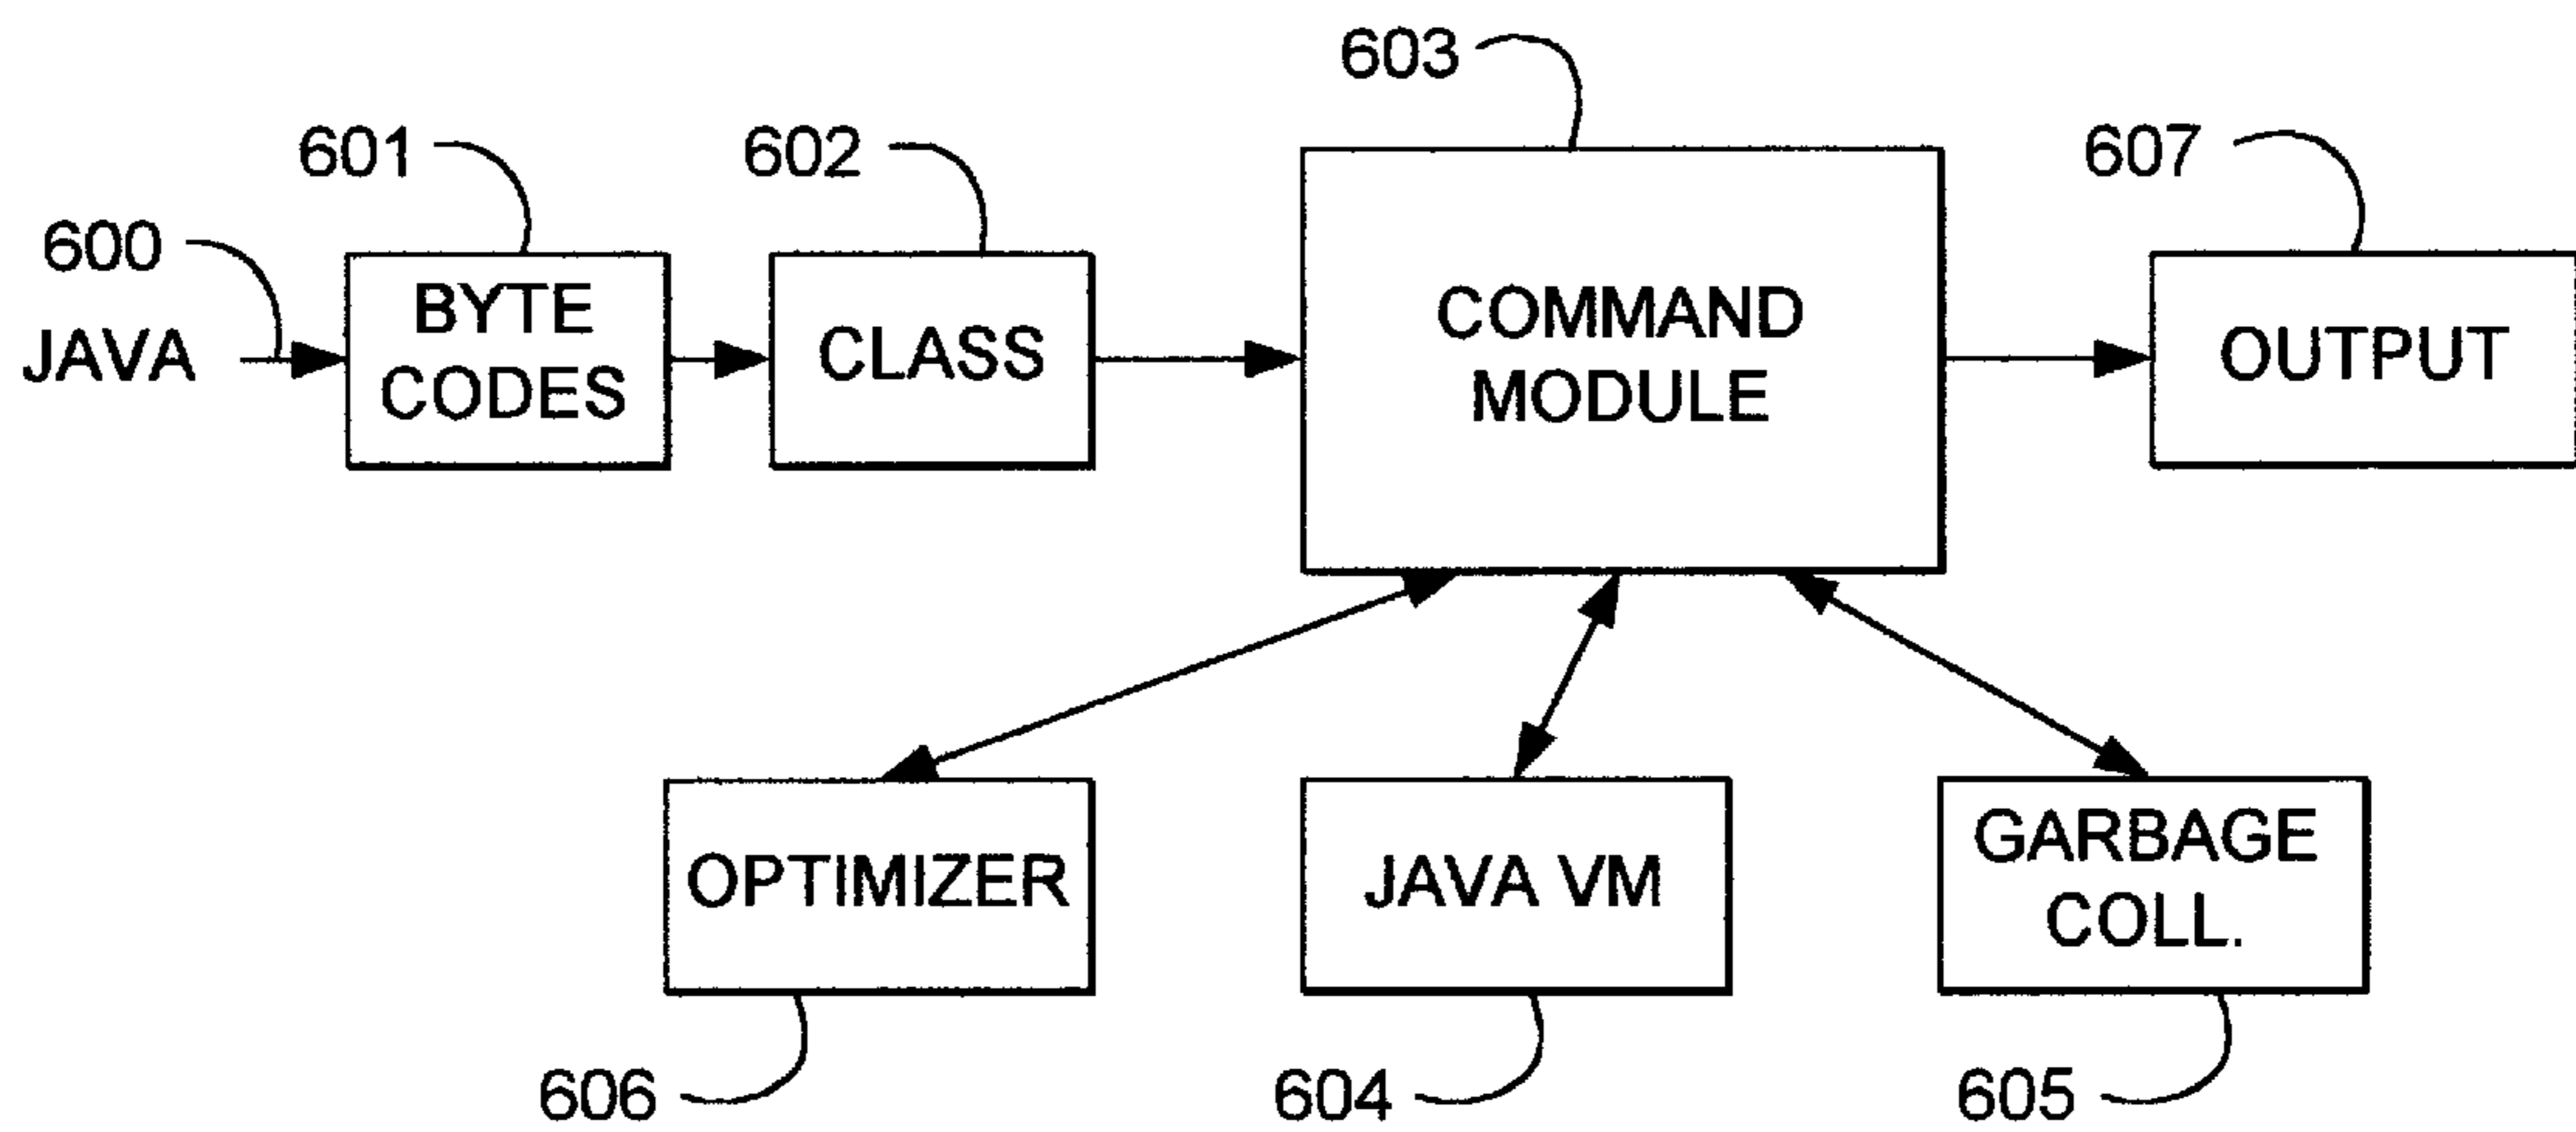 603
601
602
607
600
BYTE
CODES
CLASS
COMMAND
MODULE
OUTPUT
JAVA
OPTIMIZER
JAVA VM
GARBAGE
COLL.
606
604
605